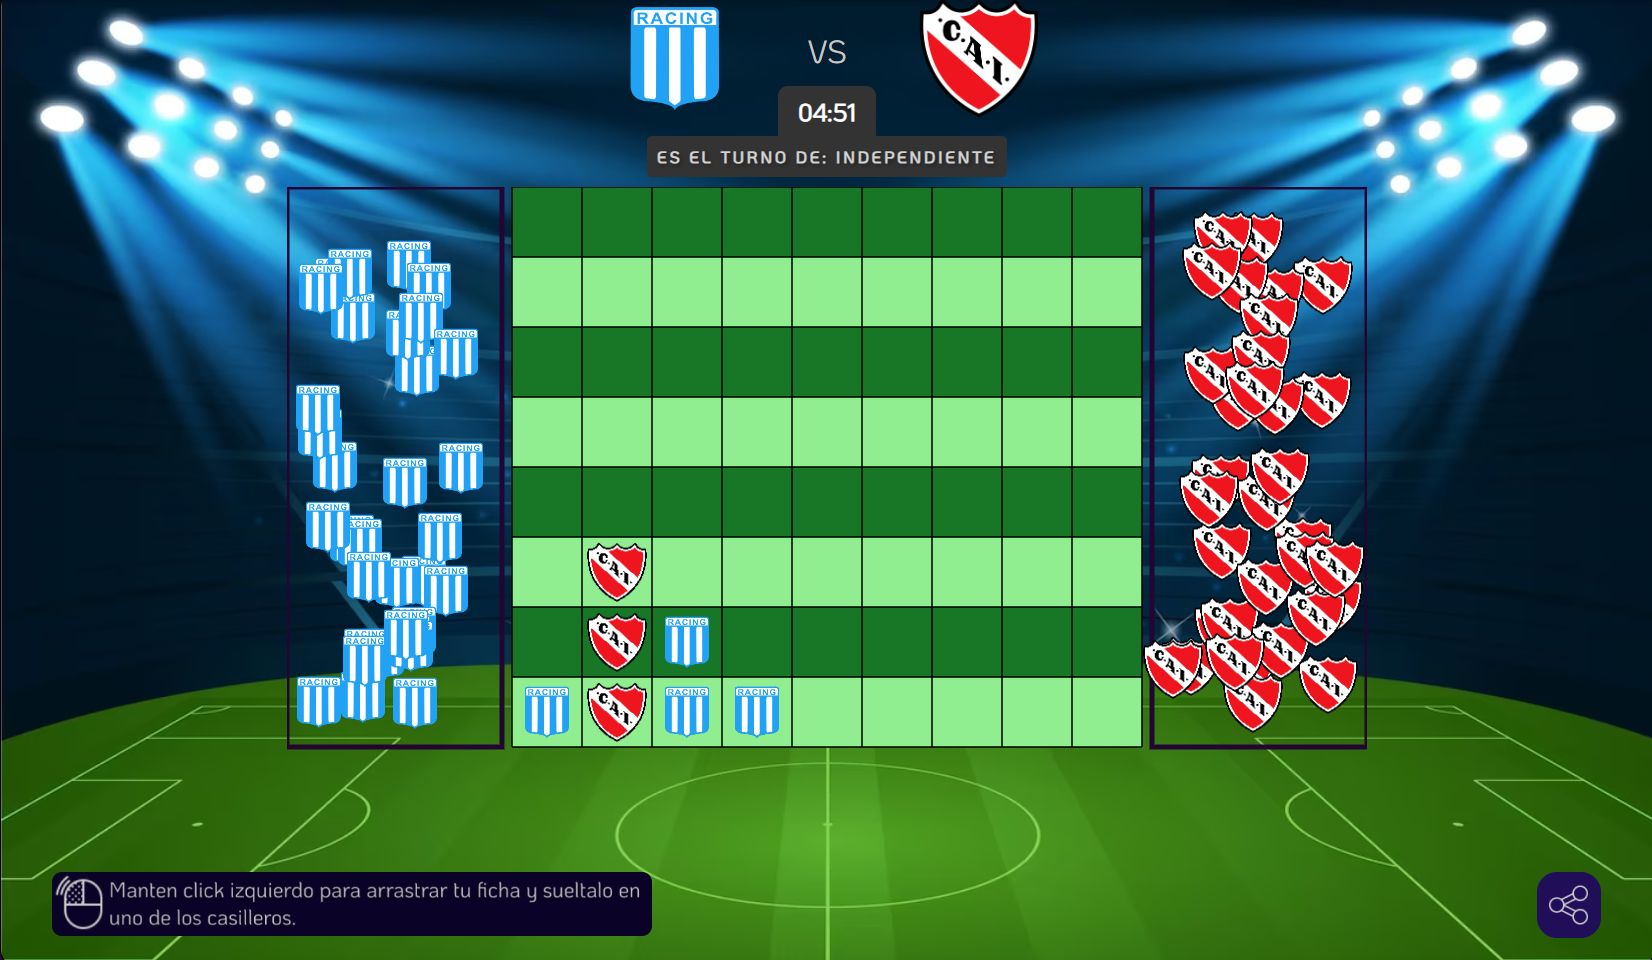 RACING
VS
C.A.I.
04:51
ES EL TURNO DE: INDEPENDIENTE
Manten click izquierdo para arrastrar tu ficha y sueltalo en
uno de los casilleros.